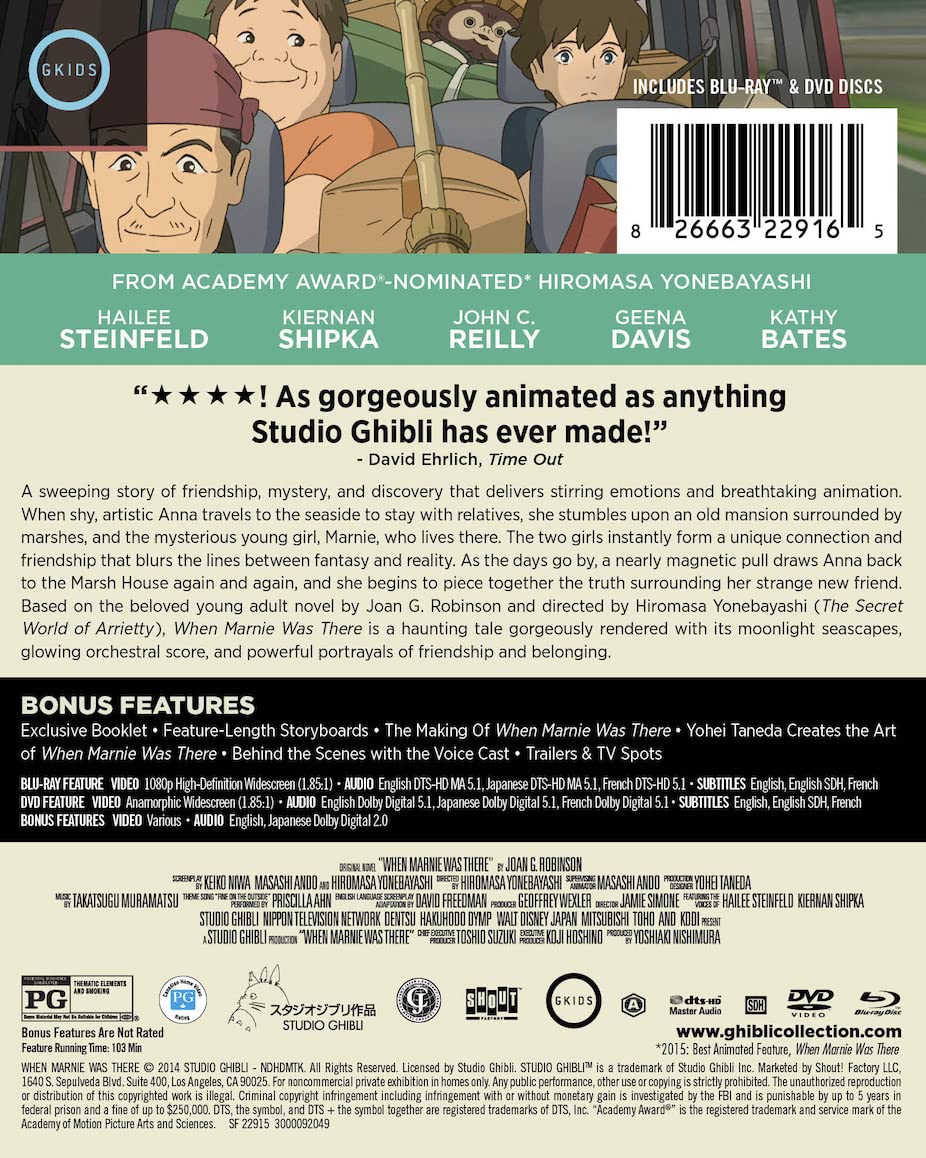 GKIDS
INCLUDES BLU-RAY™ & DVD DISCS
8 26663 22916 5
FROM ACADEMY AWARD®-NOMINATED* HIROMASA YONEBAYASHI
HAILEE STEINFELD
KIERNAN SHIPKA
JOHN C. REILLY
GEENA DAVIS
KATHY BATES
“★★★★! As gorgeously animated as anything
Studio Ghibli has ever made!”
- David Ehrlich, Time Out
A sweeping story of friendship, mystery, and discovery that delivers stirring emotions and breathtaking animation.
When shy, artistic Anna travels to the seaside to stay with relatives, she stumbles upon an old mansion surrounded by
marshes, and the mysterious young girl, Marnie, who lives there. The two girls instantly form a unique connection and
friendship that blurs the lines between fantasy and reality. As the days go by, a nearly magnetic pull draws Anna back
to the Marsh House again and again, and she begins to piece together the truth surrounding her strange new friend.
Based on the beloved young adult novel by Joan G. Robinson and directed by Hiromasa Yonebayashi (The Secret
World of Arrietty), When Marnie Was There is a haunting tale gorgeously rendered with its moonlight seascapes,
glowing orchestral score, and powerful portrayals of friendship and belonging.
BONUS FEATURES
Exclusive Booklet • Feature-Length Storyboards • The Making Of When Marnie Was There • Yohei Taneda Creates the Art
of When Marnie Was There • Behind the Scenes with the Voice Cast • Trailers & TV Spots
BLU-RAY FEATURE VIDEO 1080p High-Definition Widescreen (1.85:1) • AUDIO English DTS-HD MA 5.1, Japanese DTS-HD MA 5.1, French DTS-HD 5.1 • SUBTITLES English, English SDH, French
DVD FEATURE VIDEO Anamorphic Widescreen (1.85:1) • AUDIO English Dolby Digital 5.1, Japanese Dolby Digital 5.1, French Dolby Digital 5.1 • SUBTITLES English, English SDH, French
BONUS FEATURES VIDEO Various • AUDIO English, Japanese Dolby Digital 2.0
ORIGINAL NOVEL "WHEN MARNIE WAS THERE" BY JOAN G. ROBINSON
SCREENPLAY BY KEIKO NIWA MASASHI ANDO AND HIROMASA YONEBAYASHI DIRECTED BY HIROMASA YONEBAYASHI SUPERVISING ANIMATOR MASASHI ANDO PRODUCTION DESIGNER YOHEI TANEDA
MUSIC BY TAKATSUGU MURAMATSU THEME SONG "FINE ON THE OUTSIDE" PERFORMED BY PRISCILLA AHN ENGLISH LANGUAGE SCREENPLAY ADAPTATION BY DAVID FREEDMAN PRODUCER GEOFFREY WEXLER DIRECTOR JAMIE SIMONE FEATURING THE VOICES OF HAILEE STEINFELD KIERNAN SHIPKA
STUDIO GHIBLI NIPPON TELEVISION NETWORK DENTSU HAKUHODO DYMP WALT DISNEY JAPAN MITSUBISHI TOHO AND KDDI PRESENT
A STUDIO GHIBLI PRODUCTION "WHEN MARNIE WAS THERE" CHIEF EXECUTIVE PRODUCER TOSHIO SUZUKI EXECUTIVE PRODUCER KOJI HOSHINO PRODUCED BY YOSHIAKI NISHIMURA
PARENTAL GUIDANCE SUGGESTED
PG
THEMATIC ELEMENTS AND SMOKING
Some Material May Not Be Suitable for Children
Canadian Home Video
PG
Rating
スタジオジブリ作品
STUDIO GHIBLI
SHOUT!
FACTORY
GKIDS
A
dts-HD
Master Audio
SDH
DVD
VIDEO
Blu-ray Disc
Bonus Features Are Not Rated
Feature Running Time: 103 Min
www.ghiblicollection.com
*2015: Best Animated Feature, When Marnie Was There
WHEN MARNIE WAS THERE © 2014 STUDIO GHIBLI - NDHDMTK. All Rights Reserved. Licensed by Studio Ghibli. STUDIO GHIBLI™ is a trademark of Studio Ghibli Inc. Marketed by Shout! Factory LLC,
1640 S. Sepulveda Blvd. Suite 400, Los Angeles, CA 90025. For noncommercial private exhibition in homes only. Any public performance, other use or copying is strictly prohibited. The unauthorized reproduction
or distribution of this copyrighted work is illegal. Criminal copyright infringement including infringement with or without monetary gain is investigated by the FBI and is punishable by up to 5 years in
federal prison and a fine of up to $250,000. DTS, the symbol, and DTS + the symbol together are registered trademarks of DTS, Inc. “Academy Award®” is the registered trademark and service mark of the
Academy of Motion Picture Arts and Sciences. SF 22915 3000092049